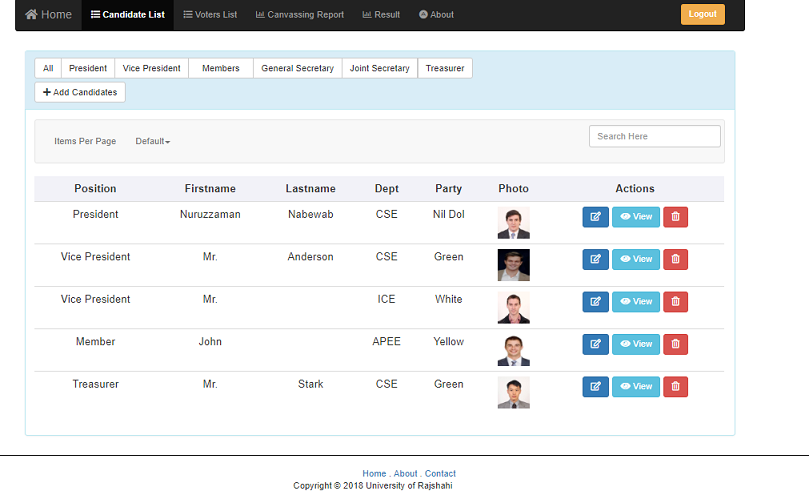 Home Candidate List Voters List Canvassing Report Result About Logout
All President Vice President Members General Secretary Joint Secretary Treasurer
Add Candidates
Items Per Page Default Search Here
Position Firstname Lastname Dept Party Photo Actions
President Nuruzzaman Nabewab CSE Nil Dol View
Vice President Mr. Anderson CSE Green View
Vice President Mr. ICE White View
Member John APEE Yellow View
Treasurer Mr. Stark CSE Green View
Home . About . Contact
Copyright © 2018 University of Rajshahi